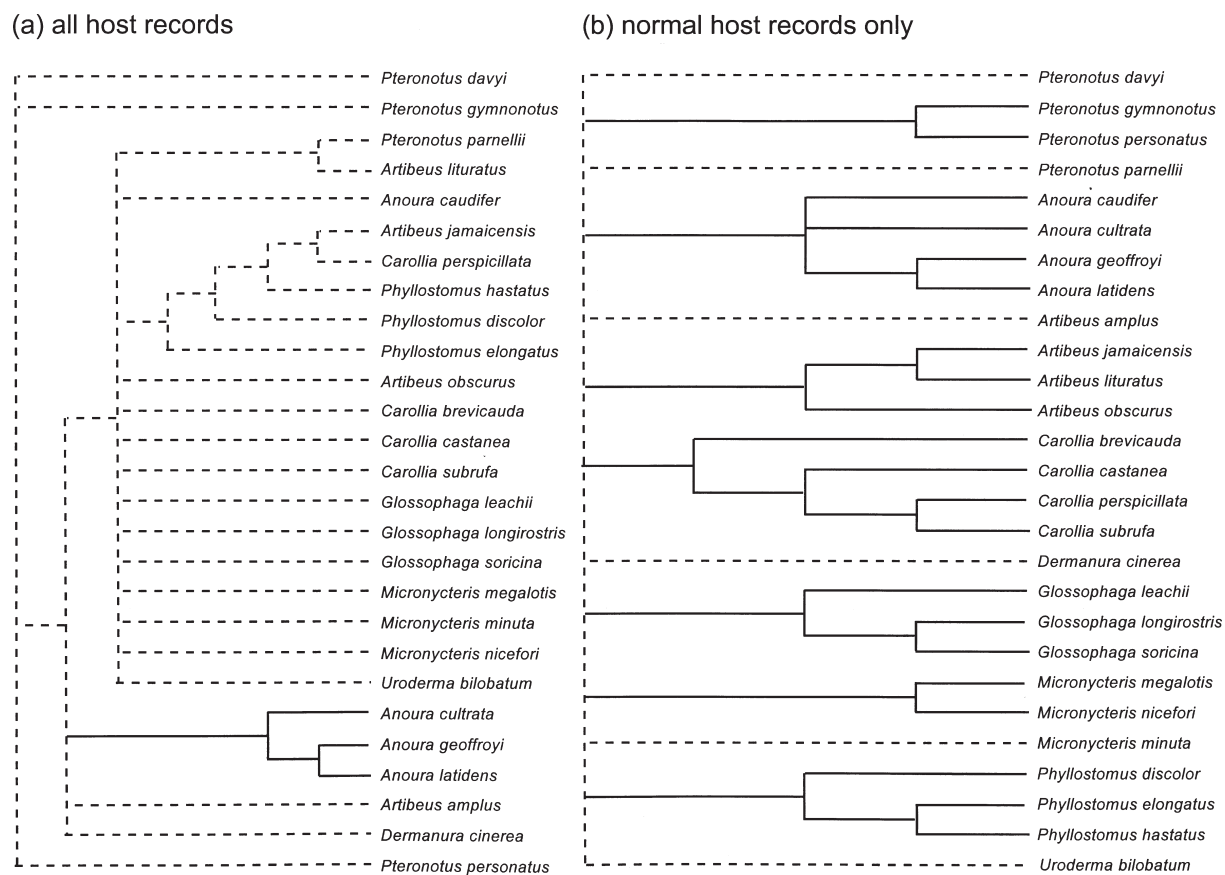 (a) all host records
Pteronotus davyi
Pteronotus gymnonotus
Pteronotus parnellii
Artibeus lituratus
Anoura caudifer
Artibeus jamaicensis
Carollia perspicillata
Phyllostomus hastatus
Phyllostomus discolor
Phyllostomus elongatus
Artibeus obscurus
Carollia brevicauda
Carollia castanea
Carollia subrufa
Glossophaga leachii
Glossophaga longirostris
Glossophaga soricina
Micronycteris megalotis
Micronycteris minuta
Micronycteris nicefori
Uroderma bilobatum
Anoura cultrata
Anoura geoffroyi
Anoura latidens
Artibeus amplus
Dermanura cinerea
Pteronotus personatus
(b) normal host records only
Pteronotus davyi
Pteronotus gymnonotus
Pteronotus personatus
Pteronotus parnellii
Anoura caudifer
Anoura cultrata
Anoura geoffroyi
Anoura latidens
Artibeus amplus
Artibeus jamaicensis
Artibeus lituratus
Artibeus obscurus
Carollia brevicauda
Carollia castanea
Carollia perspicillata
Carollia subrufa
Dermanura cinerea
Glossophaga leachii
Glossophaga longirostris
Glossophaga soricina
Micronycteris megalotis
Micronycteris nicefori
Micronycteris minuta
Phyllostomus discolor
Phyllostomus elongatus
Phyllostomus hastatus
Uroderma bilobatum